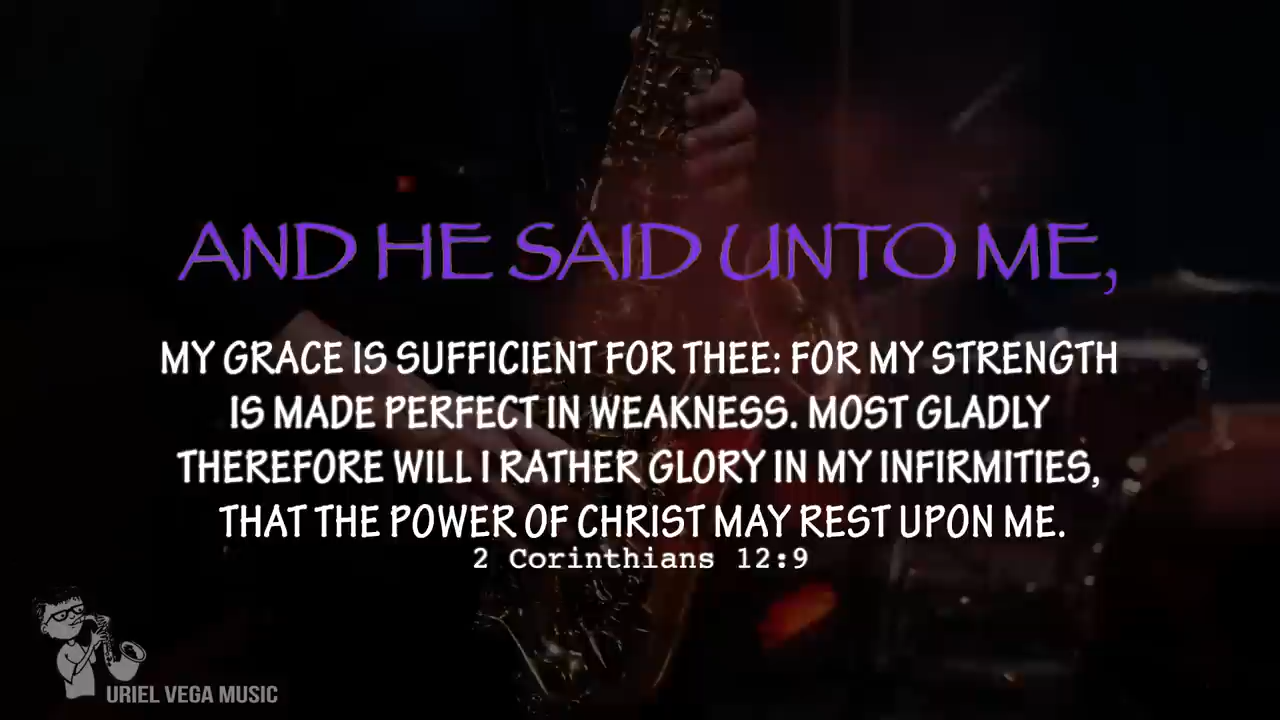 AND HE SAID UNTO ME,
MY GRACE IS SUFFICIENT FOR THEE: FOR MY STRENGTH
IS MADE PERFECT IN WEAKNESS. MOST GLADLY
THEREFORE WILL I RATHER GLORY IN MY INFIRMITIES,
THAT THE POWER OF CHRIST MAY REST UPON ME.
2 Corinthians 12:9
URIEL VEGA MUSIC